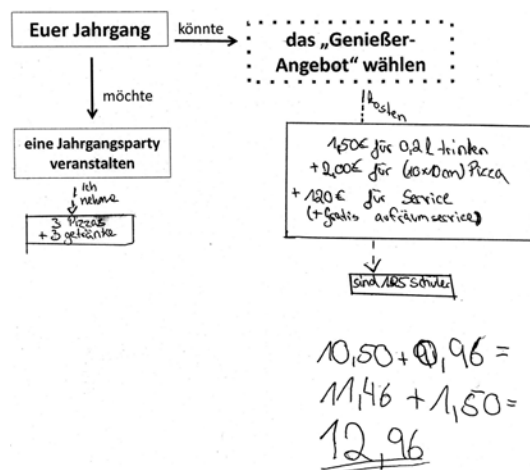 Euer Jahrgang
könnte
das „Genießer-
Angebot“ wählen
möchte
kosten
eine Jahrgangsparty
veranstalten
1,50€ für 0,2l trinken
+ 2,00€ für (10x10cm) Pizza
+ 120€ für Service
(+ Gratis aufräumservice)
ich
nehme
3 Pizzas
+ 3 getränke
sind 125 Schüler
10,50 + 0,96 =
11,46 + 1,50 =
12,96